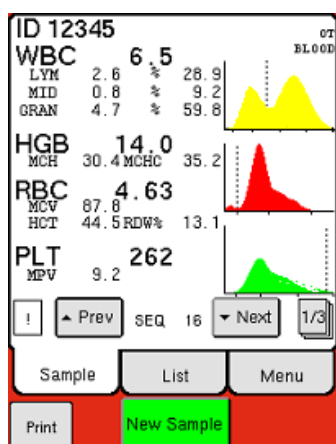 ID 12345 OT
BLOOD
WBC 6.5
LYM 2.6 % 28.9
MID 0.8 % 9.2
GRAN 4.7 % 59.8
HGB 14.0
MCH 30.4 MCHC 35.2
RBC 4.63
MCV 87.8
HCT 44.5 RDW% 13.1
PLT 262
MPV 9.2
! Prev SEQ 16 Next 1/3
Sample List Menu
Print New Sample